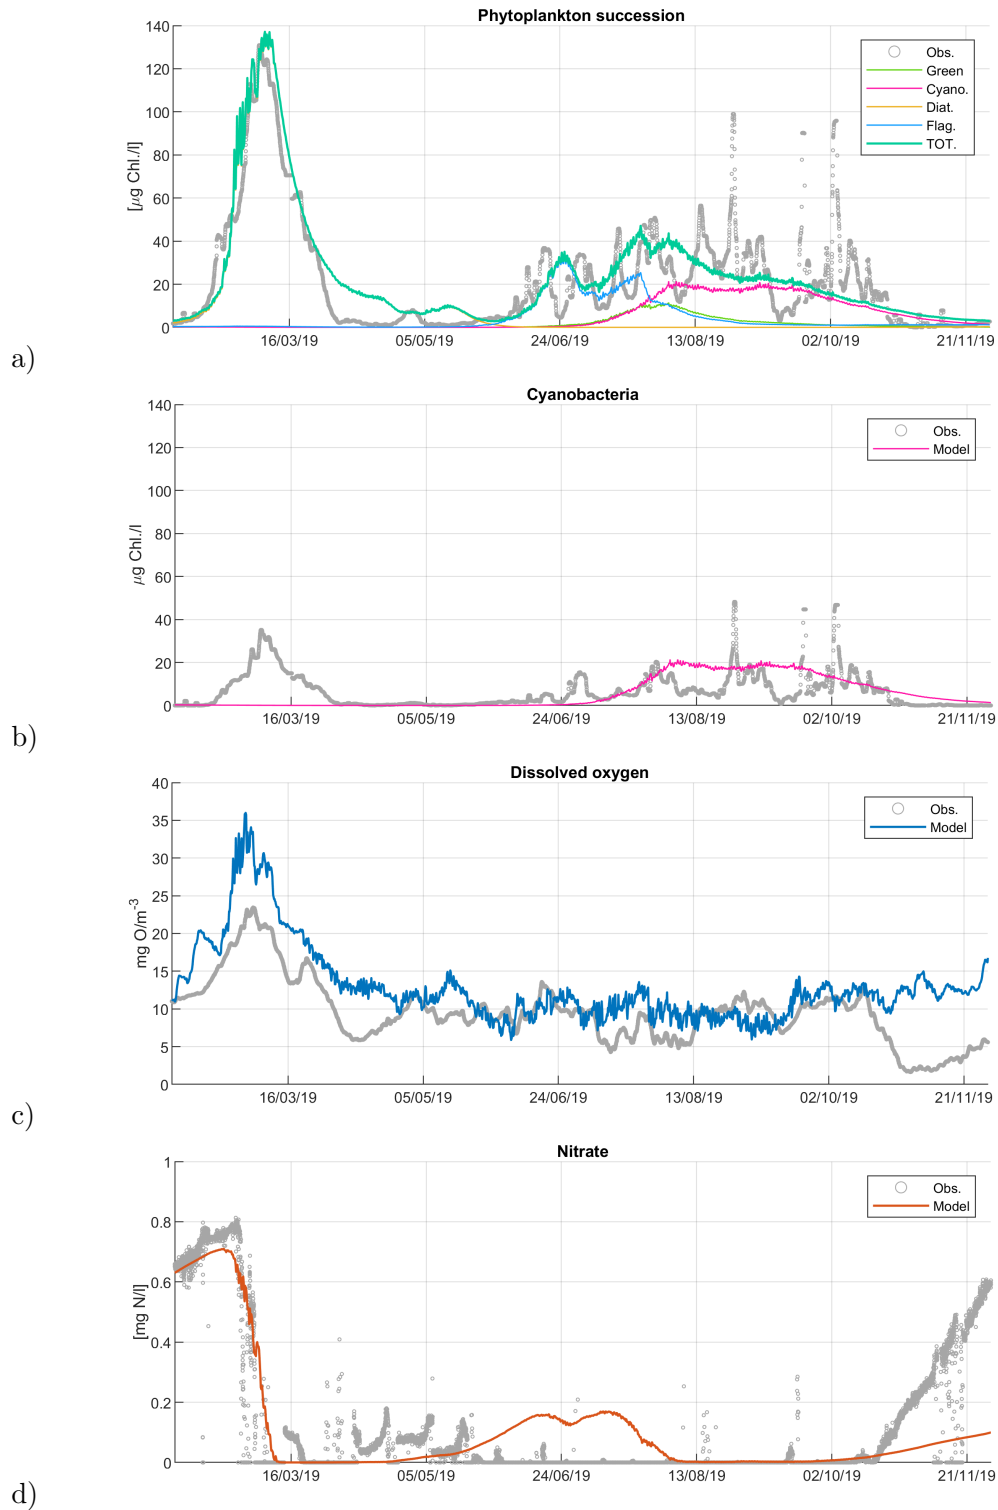 Phytoplankton succession
140
120
100
80
60
40
20
0
[μg Chl./l]
Obs.
Green
Cyano.
Diat.
Flag.
TOT.
16/03/19 05/05/19 24/06/19 13/08/19 02/10/19 21/11/19
a)
Cyanobacteria
140
120
100
80
60
40
20
0
μg Chl./l
Obs.
Model
16/03/19 05/05/19 24/06/19 13/08/19 02/10/19 21/11/19
b)
Dissolved oxygen
40
35
30
25
20
15
10
5
0
mg O/m-3
Obs.
Model
16/03/19 05/05/19 24/06/19 13/08/19 02/10/19 21/11/19
c)
Nitrate
1
0.8
0.6
0.4
0.2
0
[mg N/l]
Obs.
Model
16/03/19 05/05/19 24/06/19 13/08/19 02/10/19 21/11/19
d)